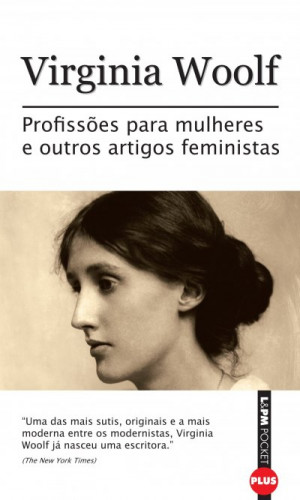 Virginia Woolf
Profissões para mulheres
e outros artigos feministas
"Uma das mais sutis, originais e a mais
moderna entre os modernistas, Virginia
Woolf já nasceu uma escritora."
(The New York Times)
L&PM POCKET
PLUS